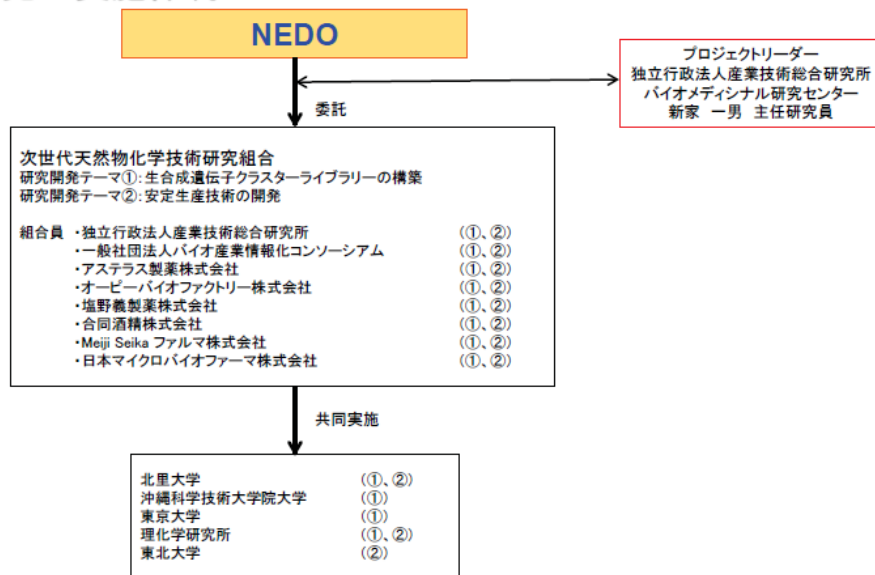 NEDO
プロジェクトリーダー
独立行政法人産業技術総合研究所
バイオメディシナル研究センター
新家 一男 主任研究員
委託
次世代天然物化学技術研究組合
研究開発テーマ①:生合成遺伝子クラスターライブラリーの構築
研究開発テーマ②:安定生産技術の開発
組合員 ・独立行政法人産業技術総合研究所 (①、②)
・一般社団法人バイオ産業情報化コンソーシアム (①、②)
・アステラス製薬株式会社 (①、②)
・オーピーバイオファクトリー株式会社 (①、②)
・塩野義製薬株式会社 (①、②)
・合同酒精株式会社 (①、②)
・Meiji Seika ファルマ株式会社 (①、②)
・日本マイクロバイオファーマ株式会社 (①、②)
共同実施
北里大学 (①、②)
沖縄科学技術大学院大学 (①)
東京大学 (①)
理化学研究所 (①、②)
東北大学 (②)